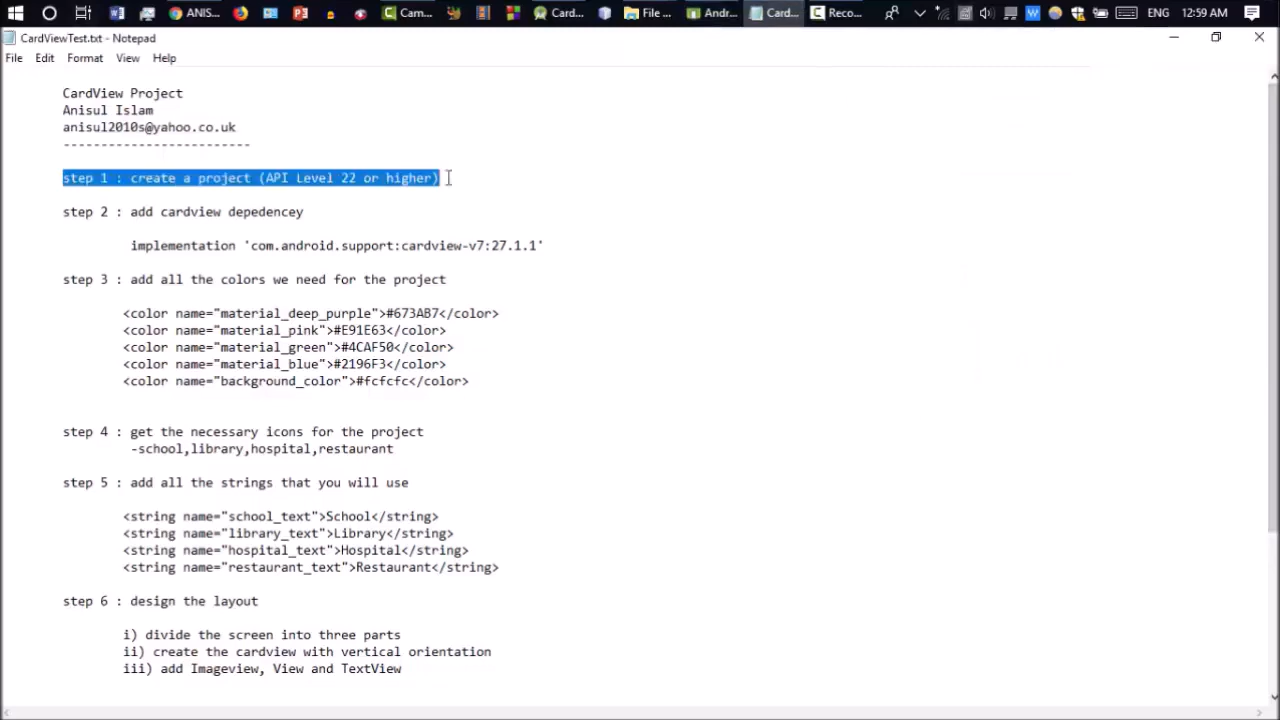 ANIS...
Cam...
Card...
File ...
Andr...
Card...
Reco...
ENG
12:59 AM
CardViewTest.txt - Notepad
File Edit Format View Help
CardView Project
Anisul Islam
anisul2010s@yahoo.co.uk
-------------------------
step 1 : create a project (API Level 22 or higher)
step 2 : add cardview depedencey
implementation 'com.android.support:cardview-v7:27.1.1'
step 3 : add all the colors we need for the project
<color name="material_deep_purple">#673AB7</color>
<color name="material_pink">#E91E63</color>
<color name="material_green">#4CAF50</color>
<color name="material_blue">#2196F3</color>
<color name="background_color">#fcfcfc</color>
step 4 : get the necessary icons for the project
-school,library,hospital,restaurant
step 5 : add all the strings that you will use
<string name="school_text">School</string>
<string name="library_text">Library</string>
<string name="hospital_text">Hospital</string>
<string name="restaurant_text">Restaurant</string>
step 6 : design the layout
i) divide the screen into three parts
ii) create the cardview with vertical orientation
iii) add Imageview, View and TextView